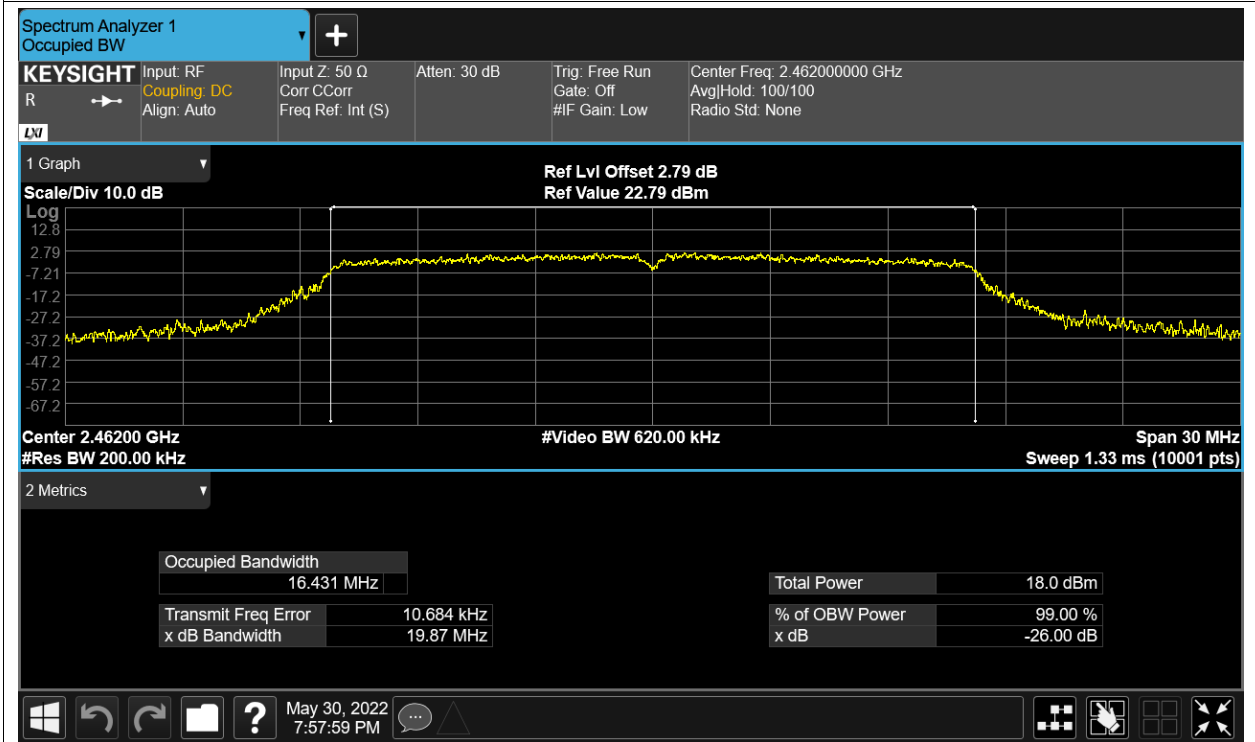 Spectrum Analyzer 1
Occupied BW
KEYSIGHT Input: RF Input Z: 50 Ω Atten: 30 dB Trig: Free Run Center Freq: 2.462000000 GHz
R Coupling: DC Corr CCorr Gate: Off Avg|Hold: 100/100
Align: Auto Freq Ref: Int (S) #IF Gain: Low Radio Std: None
LXI
1 Graph
Ref Lvl Offset 2.79 dB
Scale/Div 10.0 dB Ref Value 22.79 dBm
Log
12.8
2.79
-7.21
-17.2
-27.2
-37.2
-47.2
-57.2
-67.2
Center 2.46200 GHz #Video BW 620.00 kHz Span 30 MHz
#Res BW 200.00 kHz Sweep 1.33 ms (10001 pts)
2 Metrics
Occupied Bandwidth
16.431 MHz Total Power 18.0 dBm
Transmit Freq Error 10.684 kHz % of OBW Power 99.00 %
x dB Bandwidth 19.87 MHz x dB -26.00 dB
? May 30, 2022
7:57:59 PM